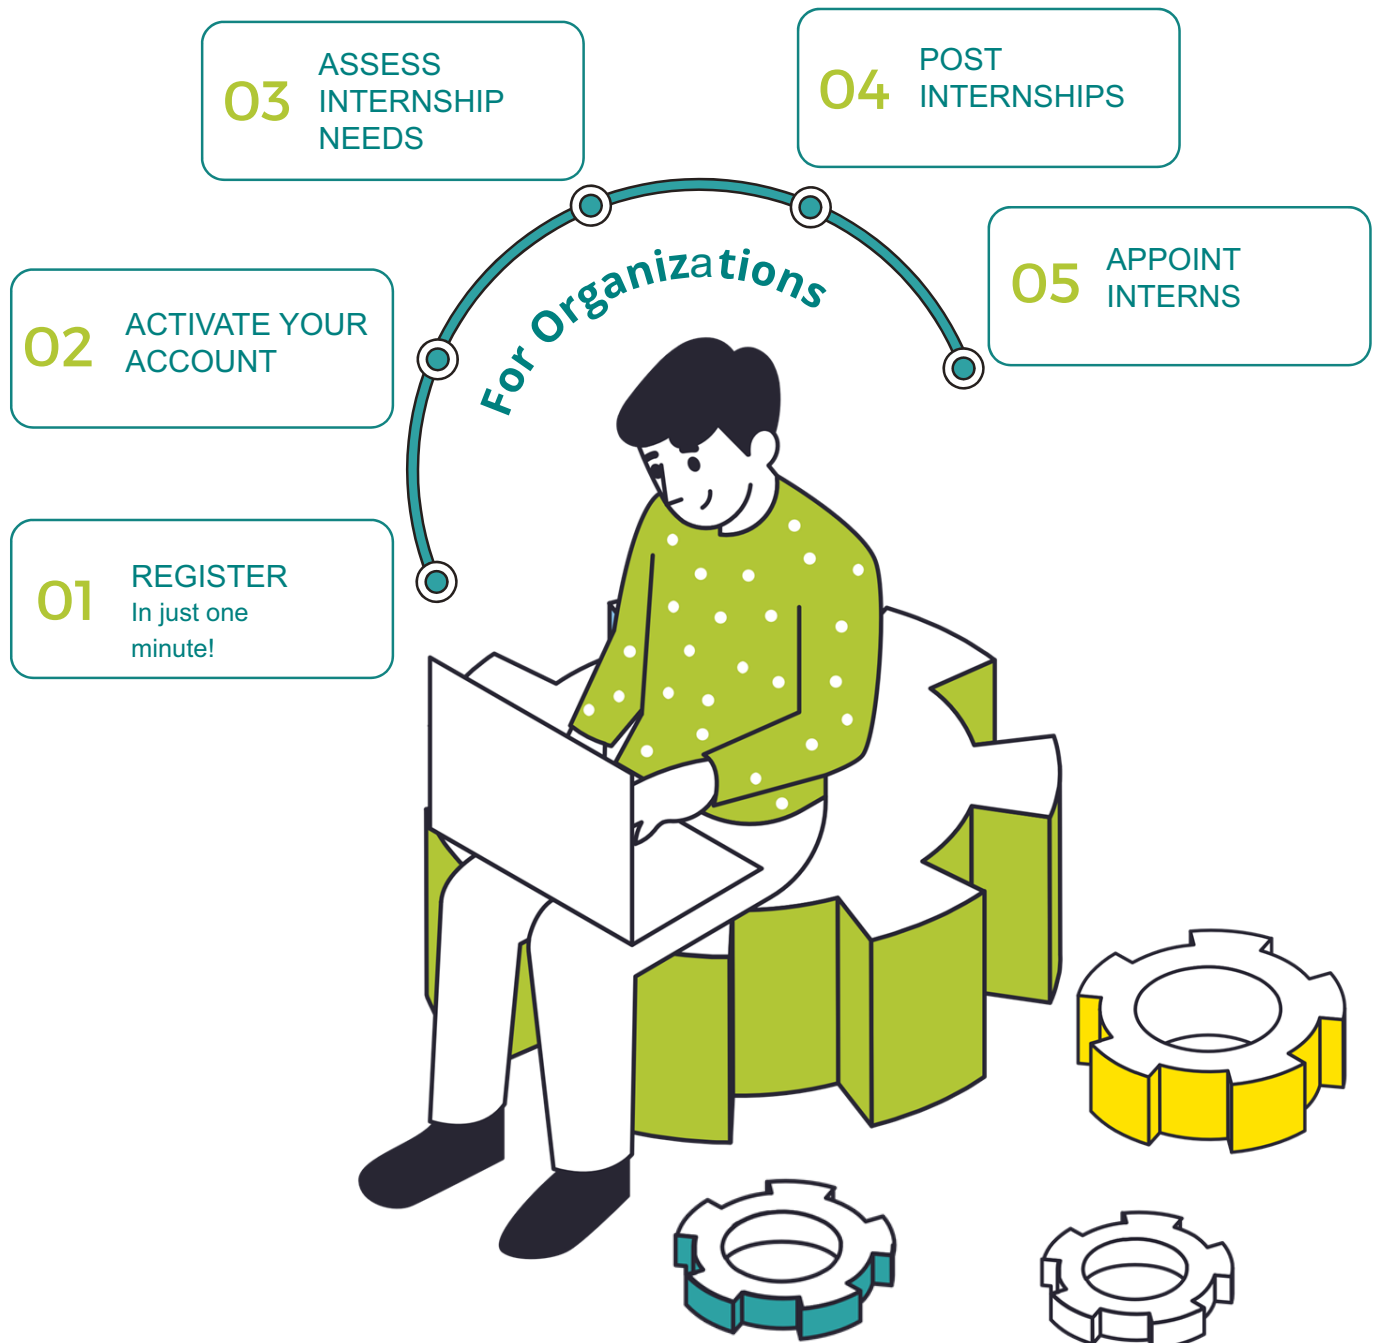 03
ASSESS
INTERNSHIP
NEEDS
04
POST
INTERNSHIPS
05
APPOINT
INTERNS
For Organizations
02
ACTIVATE YOUR
ACCOUNT
01
REGISTER
In just one
minute!